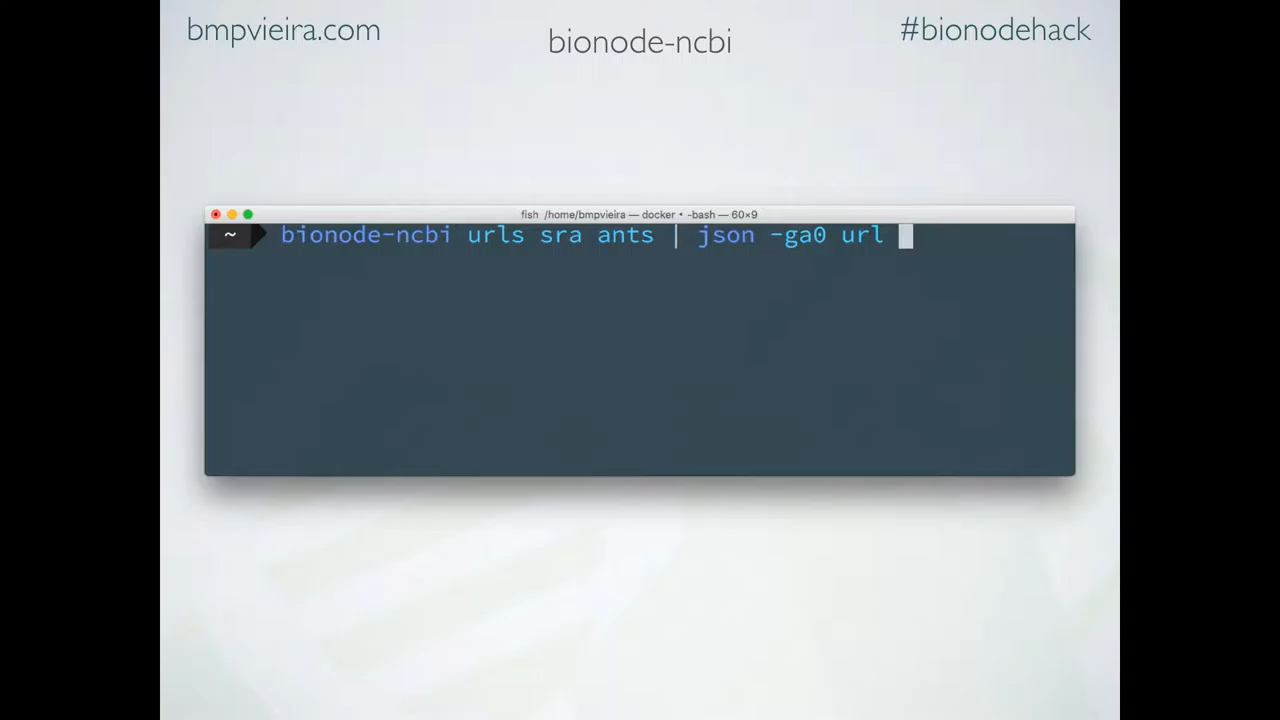 bmpvieira.com
bionode-ncbi
#bionodehack
fish /home/bmpvieira — docker • -bash — 60×9
~ bionode-ncbi urls sra ants | json -ga0 url